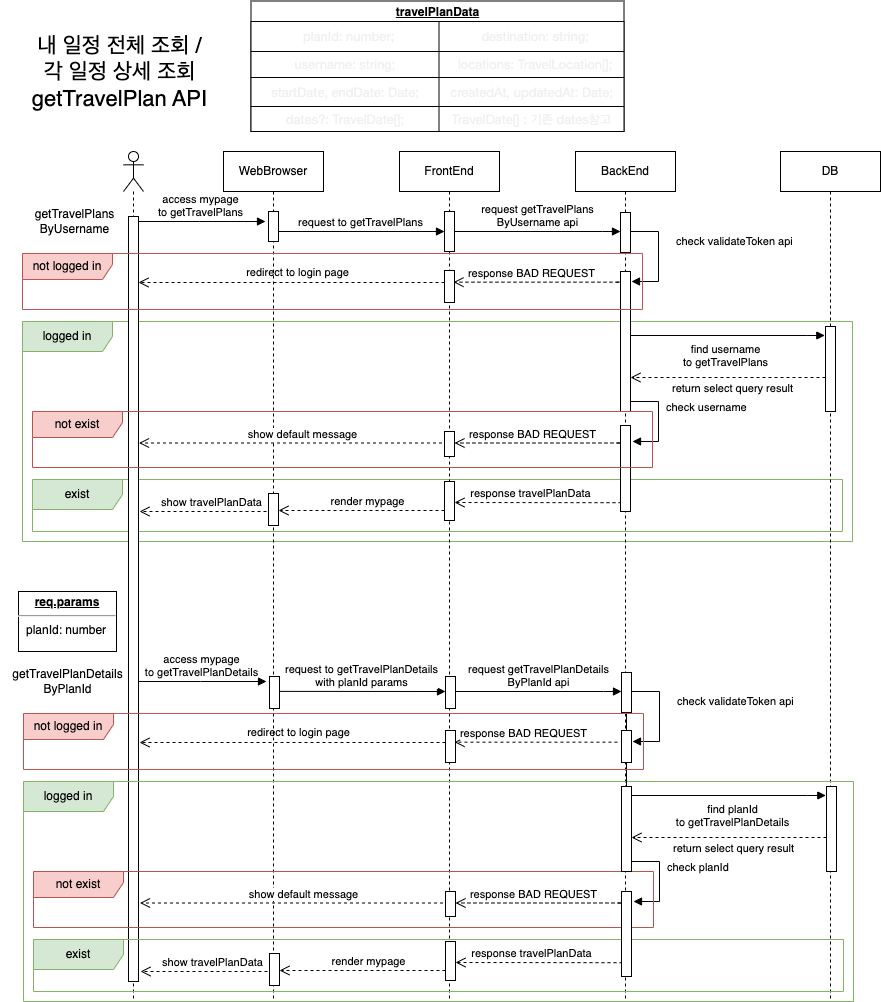 travelPlanData
내 일정 전체 조회 /
각 일정 상세 조회
getTravelPlan API
planId: number;
destination: string;
username: string;
locations: TravelLocation[];
startDate, endDate: Date;
createdAt, updatedAt: Date;
dates?: TravelDate[];
TravelDate[] : 기존 dates참고
WebBrowser
FrontEnd
BackEnd
DB
getTravelPlans
ByUsername
access mypage
to getTravelPlans
request to getTravelPlans
request getTravelPlans
ByUsername api
check validateToken api
not logged in
redirect to login page
response BAD REQUEST
logged in
find username
to getTravelPlans
return select query result
check username
not exist
show default message
response BAD REQUEST
exist
show travelPlanData
render mypage
response travelPlanData
req.params
planId: number
getTravelPlanDetails
ByPlanId
access mypage
to getTravelPlanDetails
request to getTravelPlanDetails
with planId params
request getTravelPlanDetails
ByPlanId api
check validateToken api
not logged in
redirect to login page
response BAD REQUEST
logged in
find planId
to getTravelPlanDetails
return select query result
check planId
not exist
show default message
response BAD REQUEST
exist
show travelPlanData
render mypage
response travelPlanData